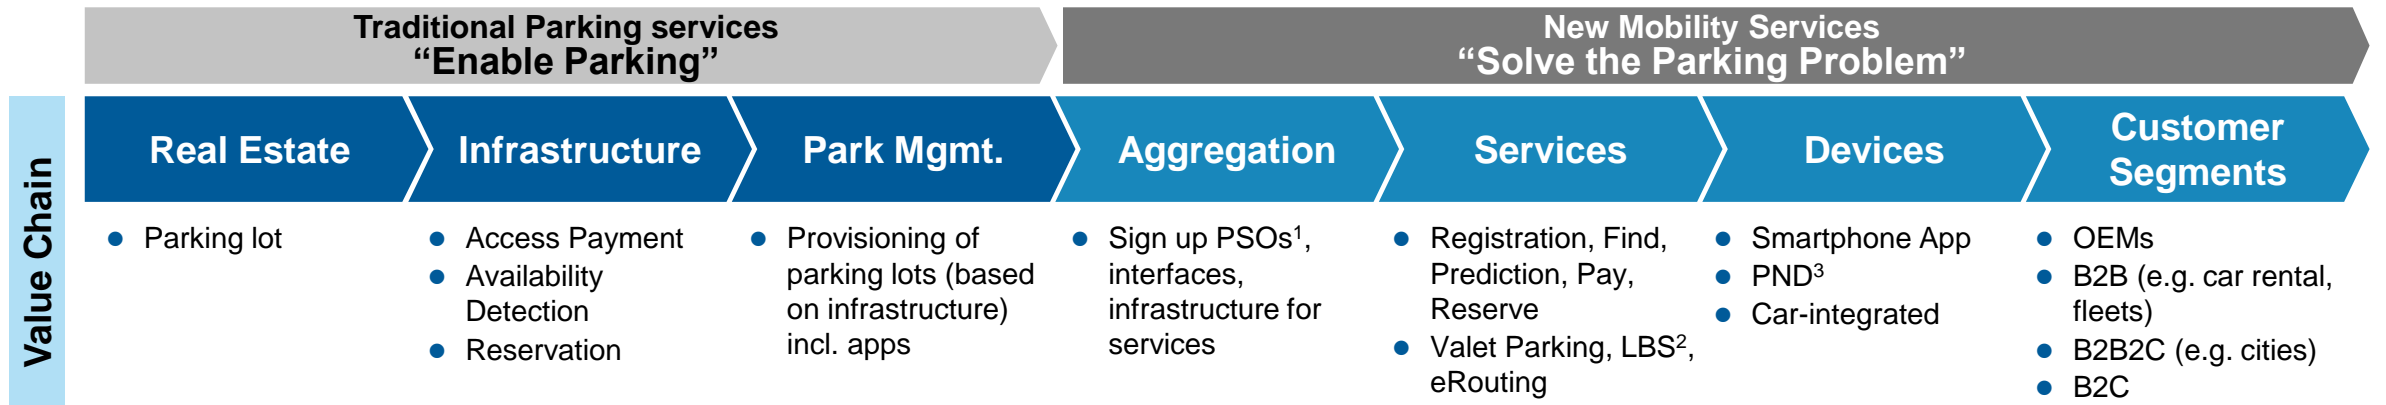 Traditional Parking services
“Enable Parking”
New Mobility Services
“Solve the Parking Problem”
Value Chain
Real Estate
Infrastructure
Park Mgmt.
Aggregation
Services
Devices
Customer
Segments
● Parking lot
● Access Payment
● Availability
Detection
● Reservation
● Provisioning of
parking lots (based
on infrastructure)
incl. apps
● Sign up PSOs¹,
interfaces,
infrastructure for
services
● Registration, Find,
Prediction, Pay,
Reserve
● Valet Parking, LBS²,
eRouting
● Smartphone App
● PND³
● Car-integrated
● OEMs
● B2B (e.g. car rental,
fleets)
● B2B2C (e.g. cities)
● B2C